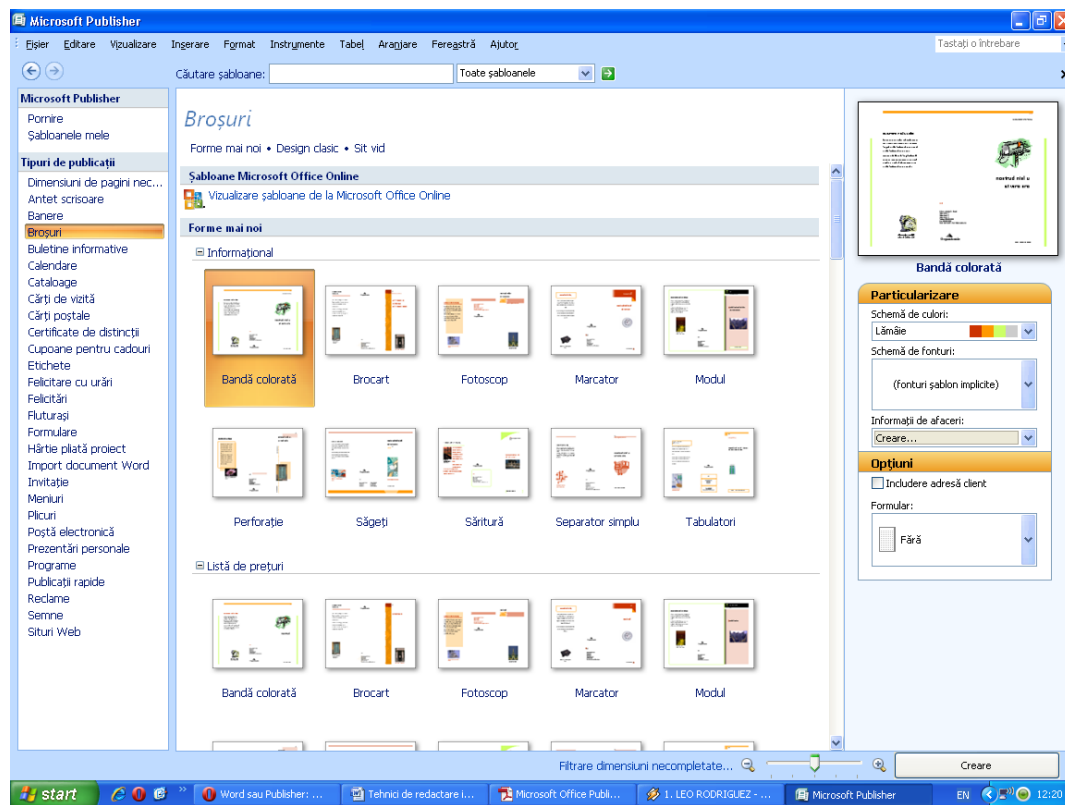 Microsoft Publisher
Fișier Editare Vizualizare Inserare Format Instrumente Tabel Aranjare Fereastră Ajutor
Tastați o întrebare
Căutare șabloane:
Toate șabloanele
Microsoft Publisher
Pornire
Șabloanele mele
Tipuri de publicații
Dimensiuni de pagini nec...
Antet scrisoare
Banere
Broșuri
Buletine informative
Calendare
Cataloage
Cărți de vizită
Cărți poștale
Certificate de distincții
Cupoane pentru cadouri
Etichete
Felicitare cu urări
Felicitări
Fluturași
Formulare
Hârtie pliată proiect
Import document Word
Invitație
Meniuri
Plicuri
Poștă electronică
Prezentări personale
Programe
Publicații rapide
Reclame
Semne
Situri Web
Broșuri
Forme mai noi • Design clasic • Sit vid
Șabloane Microsoft Office Online
Vizualizare șabloane de la Microsoft Office Online
Forme mai noi
Informațional
Bandă colorată Brocart Fotoscop Marcator Modul
Perforație Săgeți Săritură Separator simplu Tabulatori
Listă de prețuri
Bandă colorată Brocart Fotoscop Marcator Modul
Bandă colorată
Particularizare
Schemă de culori:
Lămâie
Schemă de fonturi:
(fonturi șablon implicite)
Informații de afaceri:
Creare...
Opțiuni
Includere adresă client
Formular:
Fără
Filtrare dimensiuni necompletate...
Creare
start
Word sau Publisher: ...
Tehnici de redactare i...
Microsoft Office Publi...
1. LEO RODRIGUEZ - ...
Microsoft Publisher
EN
12:20